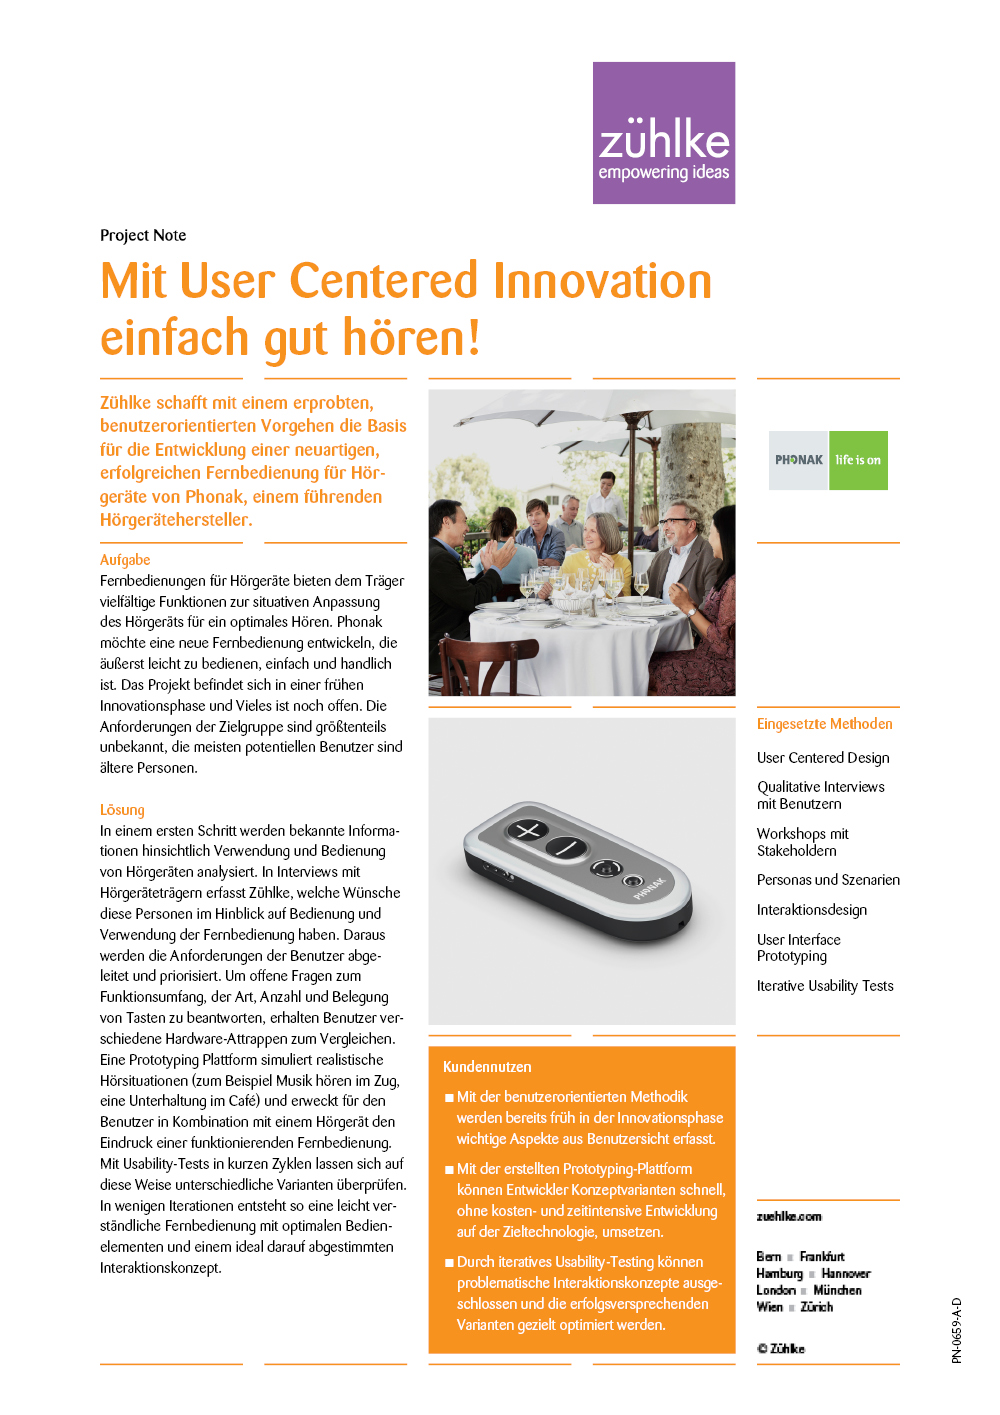 zühlke
empowering ideas
Project Note
Mit User Centered Innovation
einfach gut hören!
Zühlke schafft mit einem erprobten,
benutzerorientierten Vorgehen die Basis
für die Entwicklung einer neuartigen,
erfolgreichen Fernbedienung für Hör-
geräte von Phonak, einem führenden
Hörgerätehersteller.
Aufgabe
Fernbedienungen für Hörgeräte bieten dem Träger
vielfältige Funktionen zur situativen Anpassung
des Hörgeräts für ein optimales Hören. Phonak
möchte eine neue Fernbedienung entwickeln, die
äußerst leicht zu bedienen, einfach und handlich
ist. Das Projekt befindet sich in einer frühen
Innovationsphase und Vieles ist noch offen. Die
Anforderungen der Zielgruppe sind größtenteils
unbekannt, die meisten potentiellen Benutzer sind
ältere Personen.
Lösung
In einem ersten Schritt werden bekannte Informa-
tionen hinsichtlich Verwendung und Bedienung
von Hörgeräten analysiert. In Interviews mit
Hörgeräteträgern erfasst Zühlke, welche Wünsche
diese Personen im Hinblick auf Bedienung und
Verwendung der Fernbedienung haben. Daraus
werden die Anforderungen der Benutzer abge-
leitet und priorisiert. Um offene Fragen zum
Funktionsumfang, der Art, Anzahl und Belegung
von Tasten zu beantworten, erhalten Benutzer ver-
schiedene Hardware-Attrappen zum Vergleichen.
Eine Prototyping Plattform simuliert realistische
Hörsituationen (zum Beispiel Musik hören im Zug,
eine Unterhaltung im Café) und erweckt für den
Benutzer in Kombination mit einem Hörgerät den
Eindruck einer funktionierenden Fernbedienung.
Mit Usability-Tests in kurzen Zyklen lassen sich auf
diese Weise unterschiedliche Varianten überprüfen.
In wenigen Iterationen entsteht so eine leicht ver-
ständliche Fernbedienung mit optimalen Bedien-
elementen und einem ideal darauf abgestimmten
Interaktionskonzept.
PHONAK
Kundennutzen
Mit der benutzerorientierten Methodik
werden bereits früh in der Innovationsphase
wichtige Aspekte aus Benutzersicht erfasst.
Mit der erstellten Prototyping-Plattform
können Entwickler Konzeptvarianten schnell,
ohne kosten- und zeitintensive Entwicklung
auf der Zieltechnologie, umsetzen.
Durch iteratives Usability-Testing können
problematische Interaktionskonzepte ausge-
schlossen und die erfolgsversprechenden
Varianten gezielt optimiert werden.
PHONAK life is on
Eingesetzte Methoden
User Centered Design
Qualitative Interviews
mit Benutzern
Workshops mit
Stakeholdern
Personas und Szenarien
Interaktionsdesign
User Interface
Prototyping
Iterative Usability Tests
zuehlke.com
Bern ■ Frankfurt
Hamburg ■ Hannover
London ■ München
Wien ■ Zürich
© Zühlke
PN-0659-A-D